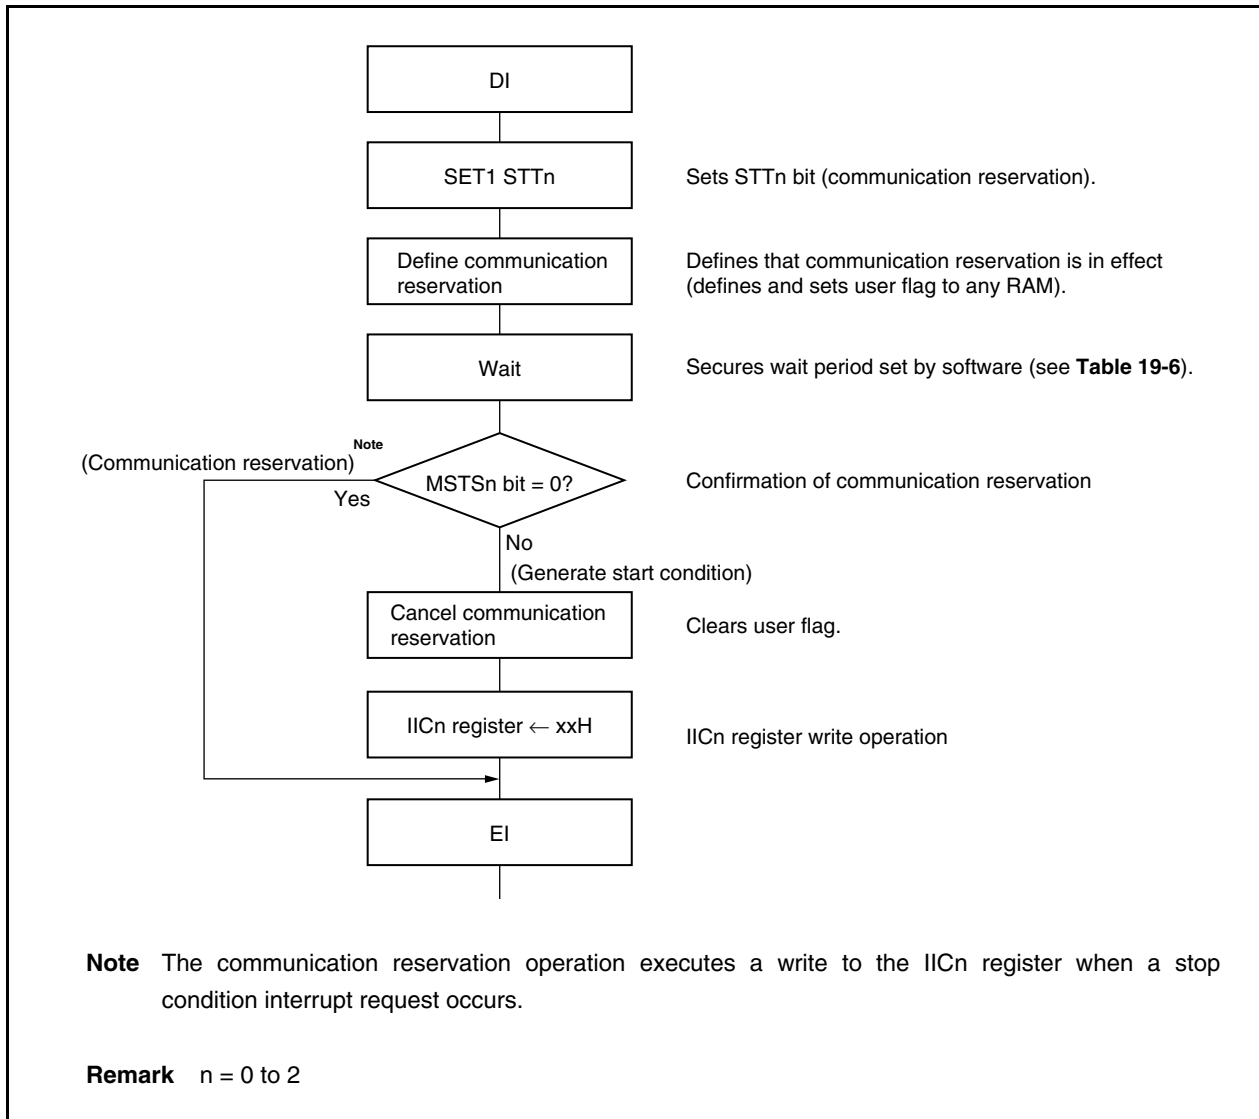 DI
SET1 STTn
Sets STTn bit (communication reservation).
Define communication
reservation
Defines that communication reservation is in effect
(defines and sets user flag to any RAM).
Wait
Secures wait period set by software (see Table 19-6).
(Communication reservation) Note
MSTSn bit = 0?
Confirmation of communication reservation
Yes
No
(Generate start condition)
Cancel communication
reservation
Clears user flag.
IICn register ← xxH
IICn register write operation
EI
Note The communication reservation operation executes a write to the IICn register when a stop
condition interrupt request occurs.
Remark n = 0 to 2